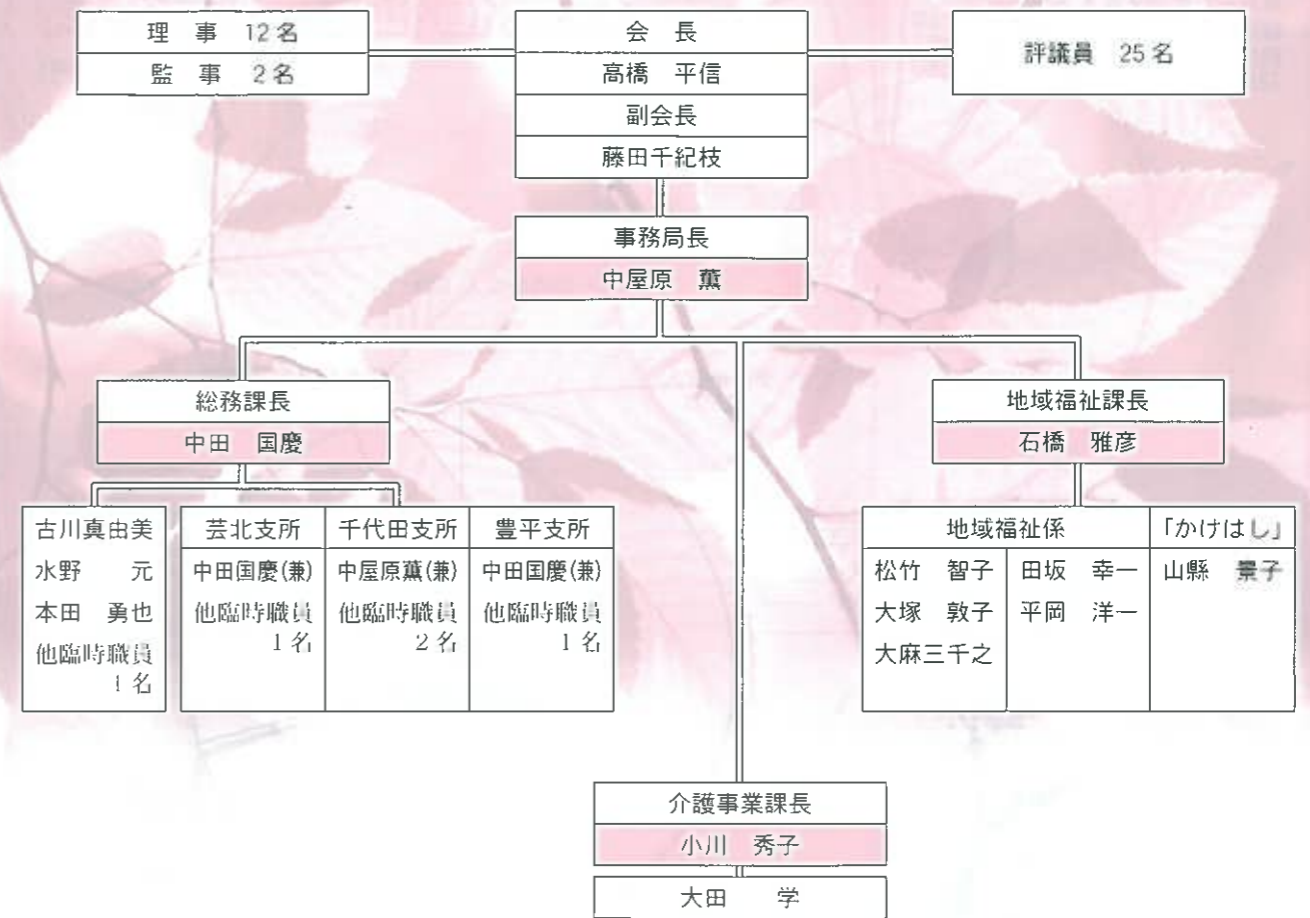 理　事　12名
監　事　2名
会　長
高橋　平信
副会長
藤田千紀枝
評議員　25名
事務局長
中屋原　薫
総務課長
中田　国慶
地域福祉課長
石橋　雅彦
古川真由美
水野　　元
本田　勇也
他臨時職員
1名
芸北支所
中田国慶(兼)
他臨時職員
1名
千代田支所
中屋原薫(兼)
他臨時職員
2名
豊平支所
中田国慶(兼)
他臨時職員
1名
地域福祉係
松竹　智子
大塚　敦子
大麻三千之
田坂　幸一
平岡　洋一
「かけはし」
山縣　景子
介護事業課長
小川　秀子
大田　　学